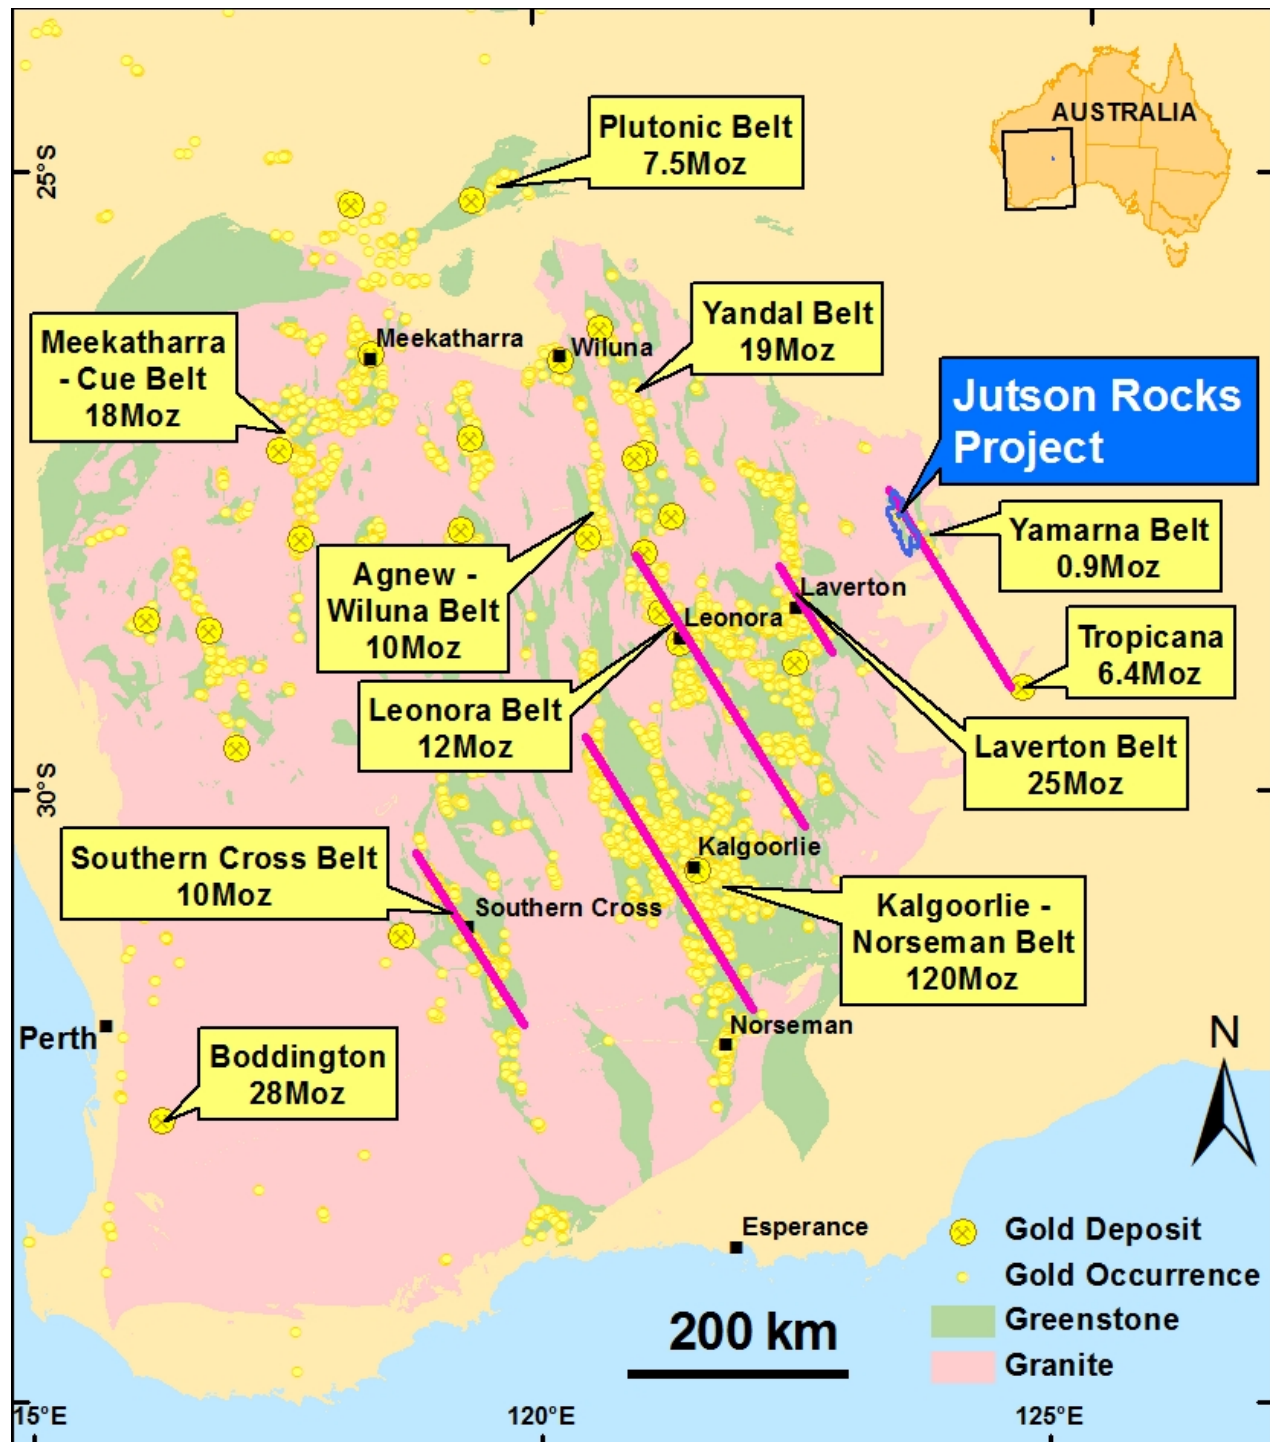 AUSTRALIA
Plutonic Belt
7.5Moz
25°S
Yandal Belt
19Moz
Meekatharra
- Cue Belt
18Moz
Meekatharra
Wiluna
Jutson Rocks
Project
Yamarna Belt
0.9Moz
Agnew -
Wiluna Belt
10Moz
Laverton
Leonora
Tropicana
6.4Moz
Leonora Belt
12Moz
Laverton Belt
25Moz
30°S
Southern Cross Belt
10Moz
Kalgoorlie
Southern Cross
Kalgoorlie -
Norseman Belt
120Moz
Perth
Norseman
Boddington
28Moz
N
Esperance
Gold Deposit
Gold Occurrence
Greenstone
Granite
200 km
15°E
120°E
125°E